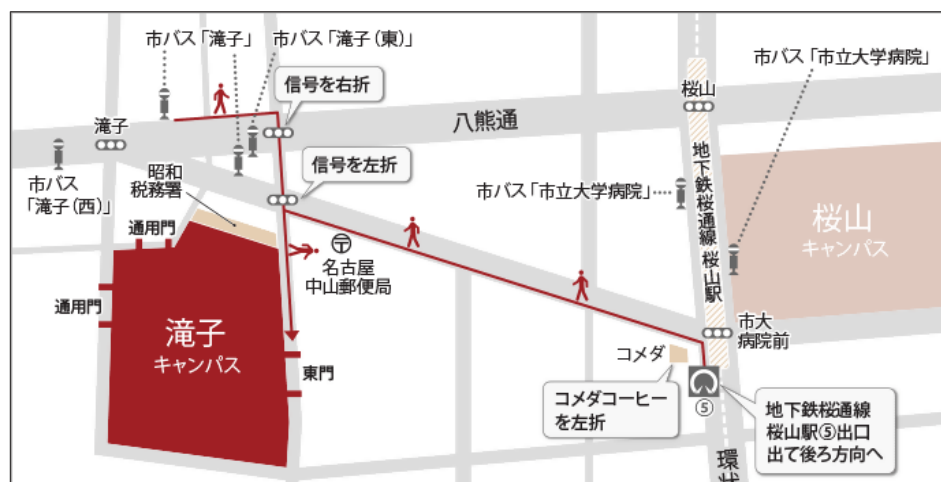 市バス「滝子」
市バス「滝子（東）」
信号を右折
滝子
八熊通
桜山
市バス「市立大学病院」
信号を左折
昭和
税務署
市バス
「滝子（西）」
通用門
通用門
名古屋
中山郵便局
市バス「市立大学病院」
地下鉄桜通線 桜山駅
桜山
キャンパス
滝子
キャンパス
東門
コメダ
コメダコーヒー
を左折
市大
病院前
⑤
地下鉄桜通線
桜山駅⑤出口
出て後ろ方向へ
環状